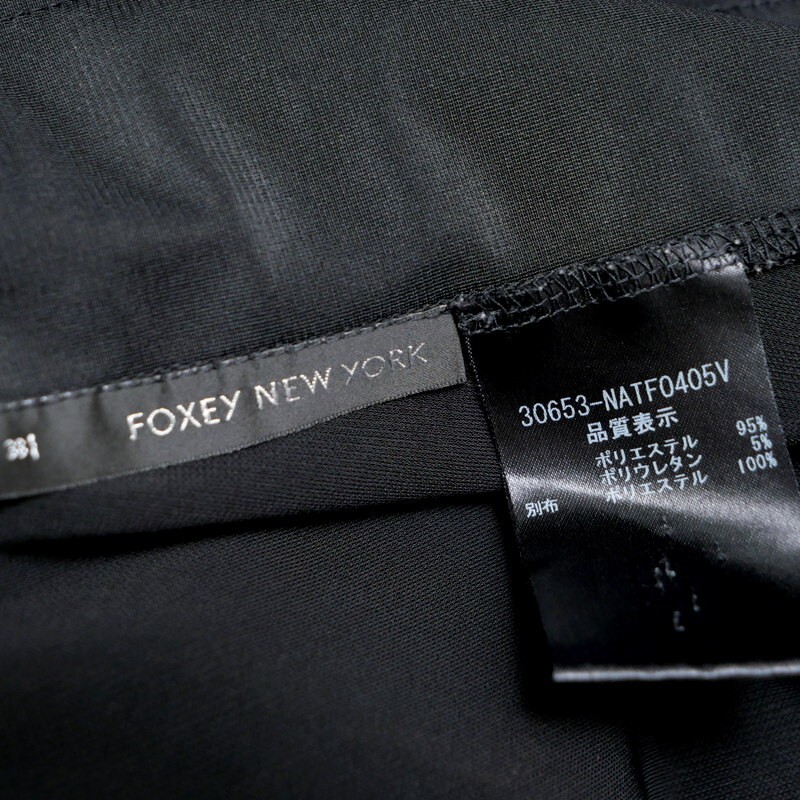 38
FOXEY NEW YORK
30653-NATF0405V
品質表示
ポリエステル 95%
ポリウレタン 5%
別布 ポリエステル 100%